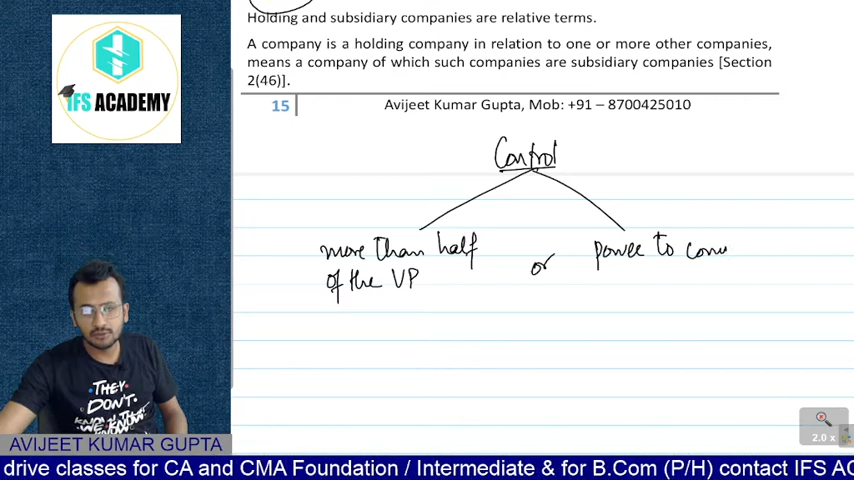 Holding and subsidiary companies are relative terms.
A company is a holding company in relation to one or more other companies,
means a company of which such companies are subsidiary companies [Section
2(46)].
IFS ACADEMY
15
Avijeet Kumar Gupta, Mob: +91 – 8700425010
Control
more than half
of the VP
or
power to
THEY
DON'T
AVIJEET KUMAR GUPTA
2.0 x
drive classes for CA and CMA Foundation / Intermediate & for B.Com (P/H) contact IFS AC